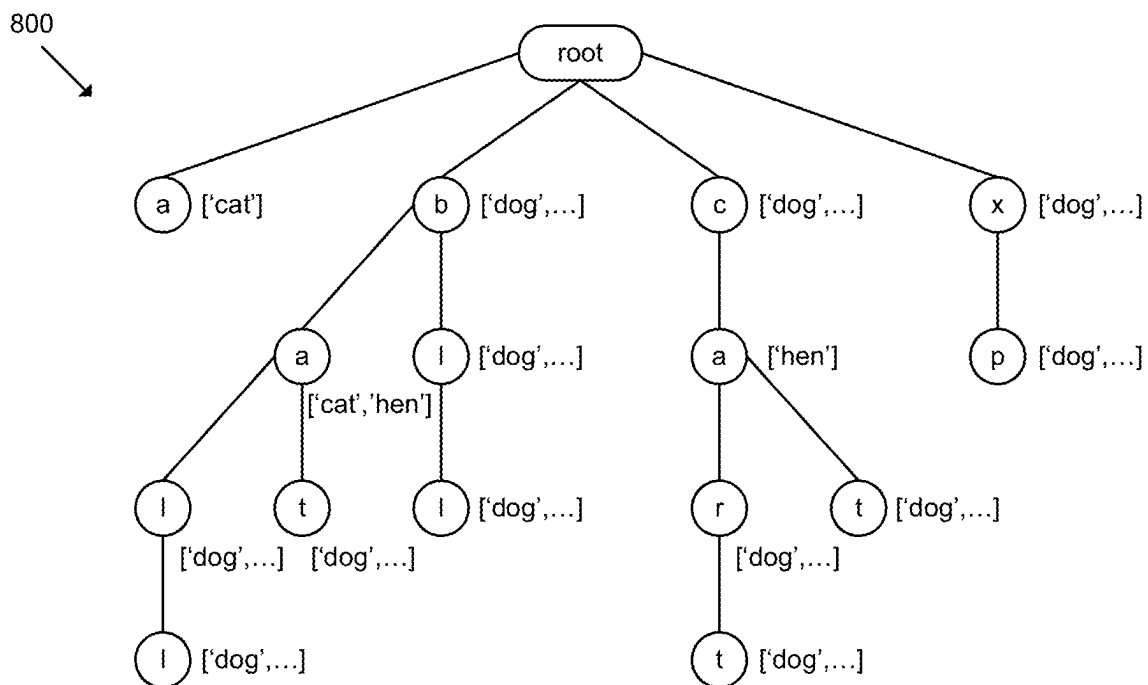 800
root
a ['cat'] b ['dog',...] c ['dog',...] x ['dog',...]
a l ['dog',...] a ['hen'] p ['dog',...]
['cat','hen']
l t l ['dog',...] r t ['dog',...]
['dog',...] ['dog',...] ['dog',...]
l ['dog',...] t ['dog',...]